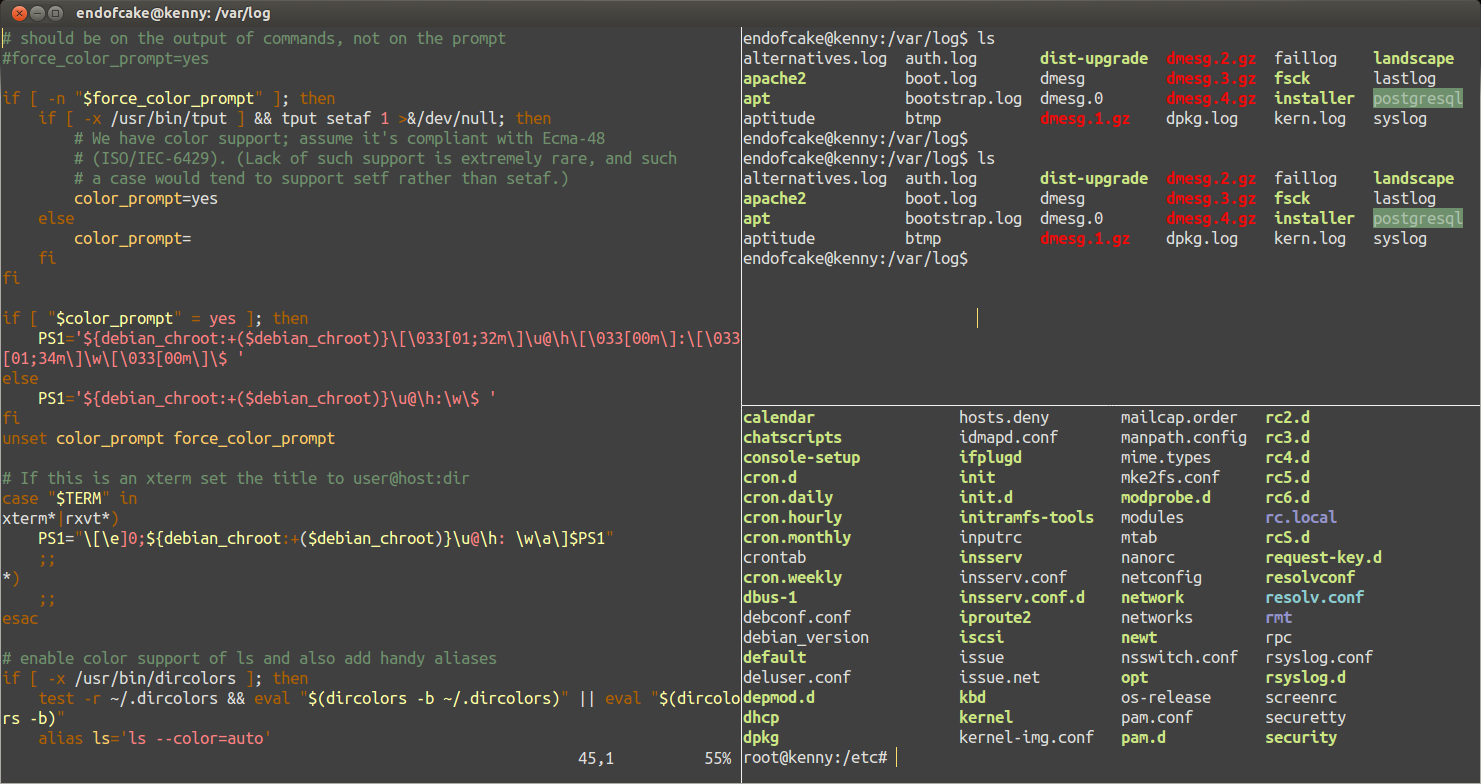 endofcake@kenny: /var/log
# should be on the output of commands, not on the prompt
#force_color_prompt=yes

if [ -n "$force_color_prompt" ]; then
    if [ -x /usr/bin/tput ] && tput setaf 1 >&/dev/null; then
        # We have color support; assume it's compliant with Ecma-48
        # (ISO/IEC-6429). (Lack of such support is extremely rare, and such
        # a case would tend to support setf rather than setaf.)
        color_prompt=yes
    else
        color_prompt=
    fi
fi

if [ "$color_prompt" = yes ]; then
    PS1='${debian_chroot:+($debian_chroot)}\[\033[01;32m\]\u@\h\[\033[00m\]:\[\033
[01;34m\]\w\[\033[00m\]\$ '
else
    PS1='${debian_chroot:+($debian_chroot)}\u@\h:\w\$ '
fi
unset color_prompt force_color_prompt

# If this is an xterm set the title to user@host:dir
case "$TERM" in
xterm*|rxvt*)
    PS1="\[\e]0;${debian_chroot:+($debian_chroot)}\u@\h: \w\a\]$PS1"
    ;;
*)
    ;;
esac

# enable color support of ls and also add handy aliases
if [ -x /usr/bin/dircolors ]; then
    test -r ~/.dircolors && eval "$(dircolors -b ~/.dircolors)" || eval "$(dircolo
rs -b)"
    alias ls='ls --color=auto'
45,1          55%
endofcake@kenny:/var/log$ ls
alternatives.log  auth.log       dist-upgrade  dmesg.2.gz  faillog    landscape
apache2           boot.log       dmesg         dmesg.3.gz  fsck       lastlog
apt               bootstrap.log  dmesg.0       dmesg.4.gz  installer  postgresql
aptitude          btmp           dmesg.1.gz    dpkg.log    kern.log   syslog
endofcake@kenny:/var/log$
endofcake@kenny:/var/log$ ls
alternatives.log  auth.log       dist-upgrade  dmesg.2.gz  faillog    landscape
apache2           boot.log       dmesg         dmesg.3.gz  fsck       lastlog
apt               bootstrap.log  dmesg.0       dmesg.4.gz  installer  postgresql
aptitude          btmp           dmesg.1.gz    dpkg.log    kern.log   syslog
endofcake@kenny:/var/log$
calendar                hosts.deny        mailcap.order   rc2.d
chatscripts             idmapd.conf       manpath.config  rc3.d
console-setup           ifplugd           mime.types      rc4.d
cron.d                  init              mke2fs.conf     rc5.d
cron.daily              init.d            modprobe.d      rc6.d
cron.hourly             initramfs-tools   modules         rc.local
cron.monthly            inputrc           mtab            rcS.d
crontab                 insserv           nanorc          request-key.d
cron.weekly             insserv.conf      netconfig       resolvconf
dbus-1                  insserv.conf.d    network         resolv.conf
debconf.conf            iproute2          networks        rmt
debian_version          iscsi             newt            rpc
default                 issue             nsswitch.conf   rsyslog.conf
deluser.conf            issue.net         opt             rsyslog.d
depmod.d                kbd               os-release      screenrc
dhcp                    kernel            pam.conf        securetty
dpkg                    kernel-img.conf   pam.d           security
root@kenny:/etc#